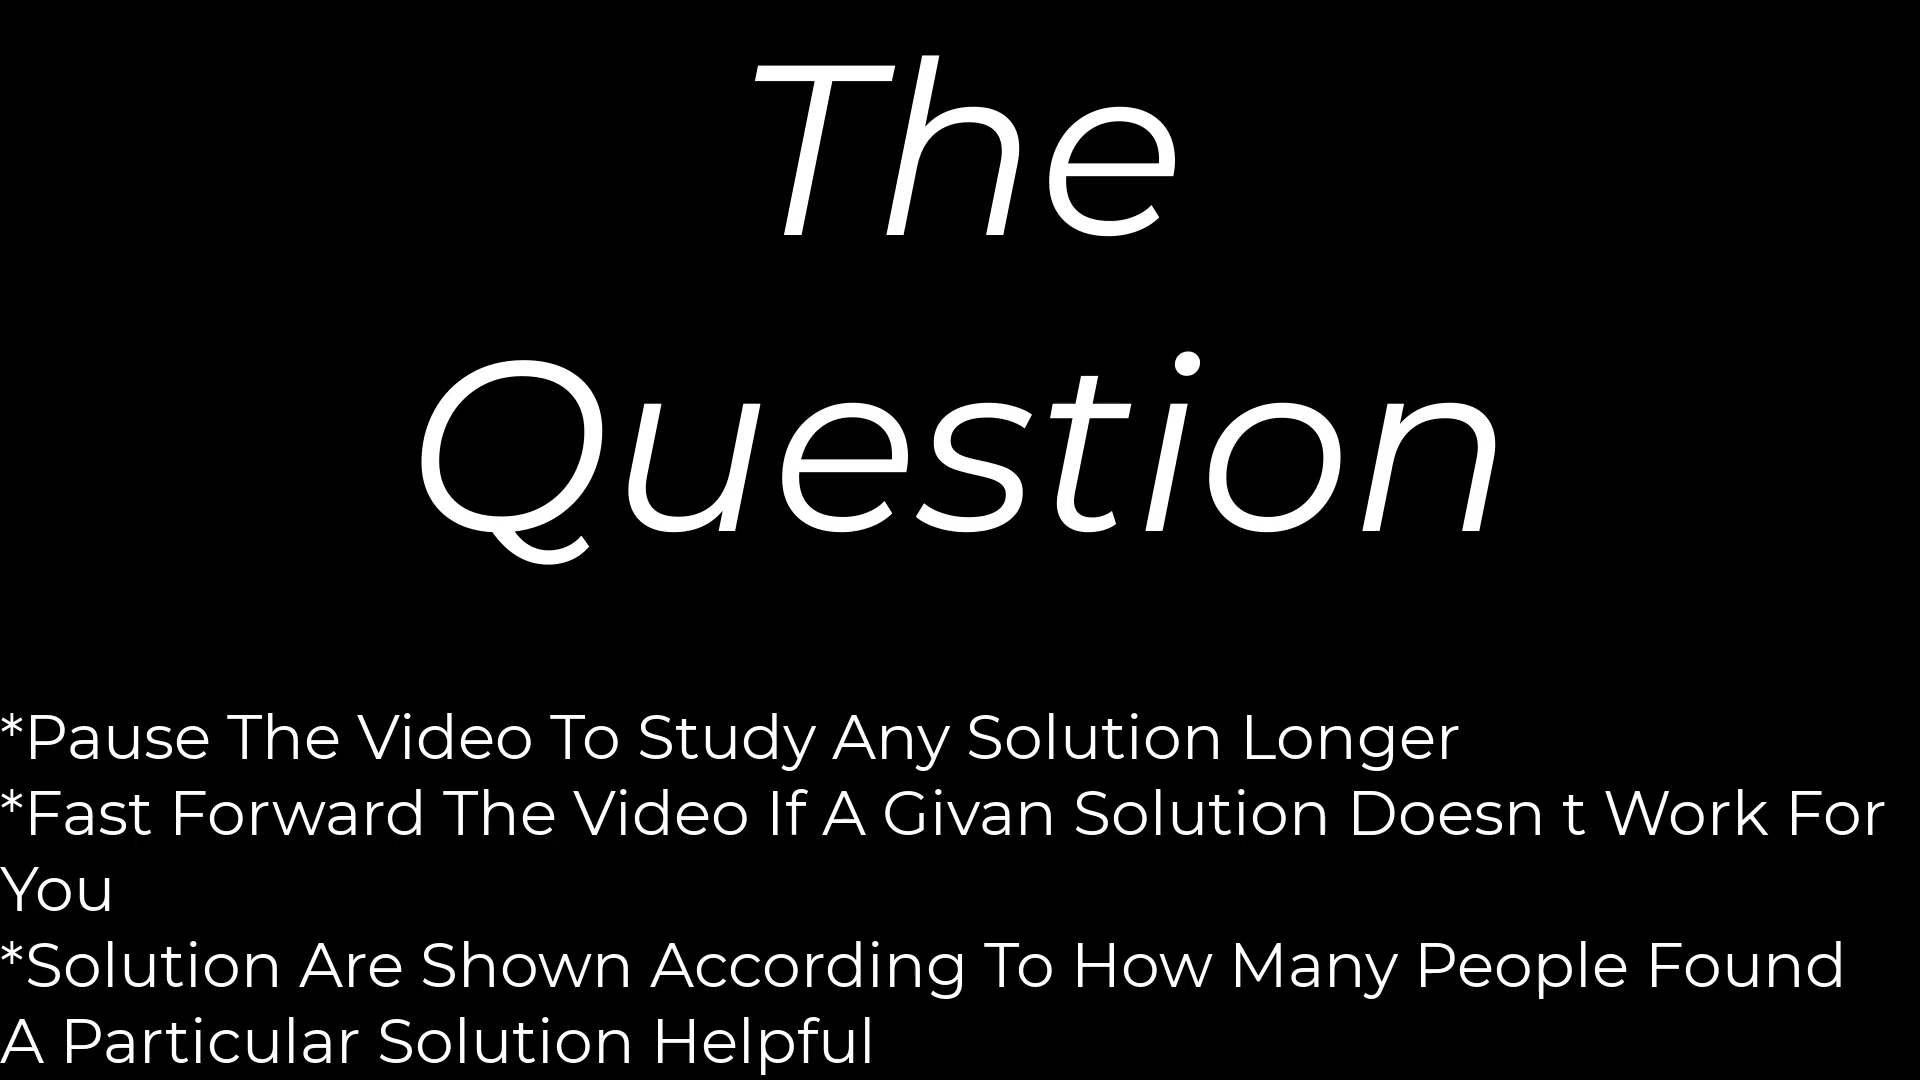 The
Question
*Pause The Video To Study Any Solution Longer
*Fast Forward The Video If A Givan Solution Doesn t Work For
You
*Solution Are Shown According To How Many People Found
A Particular Solution Helpful